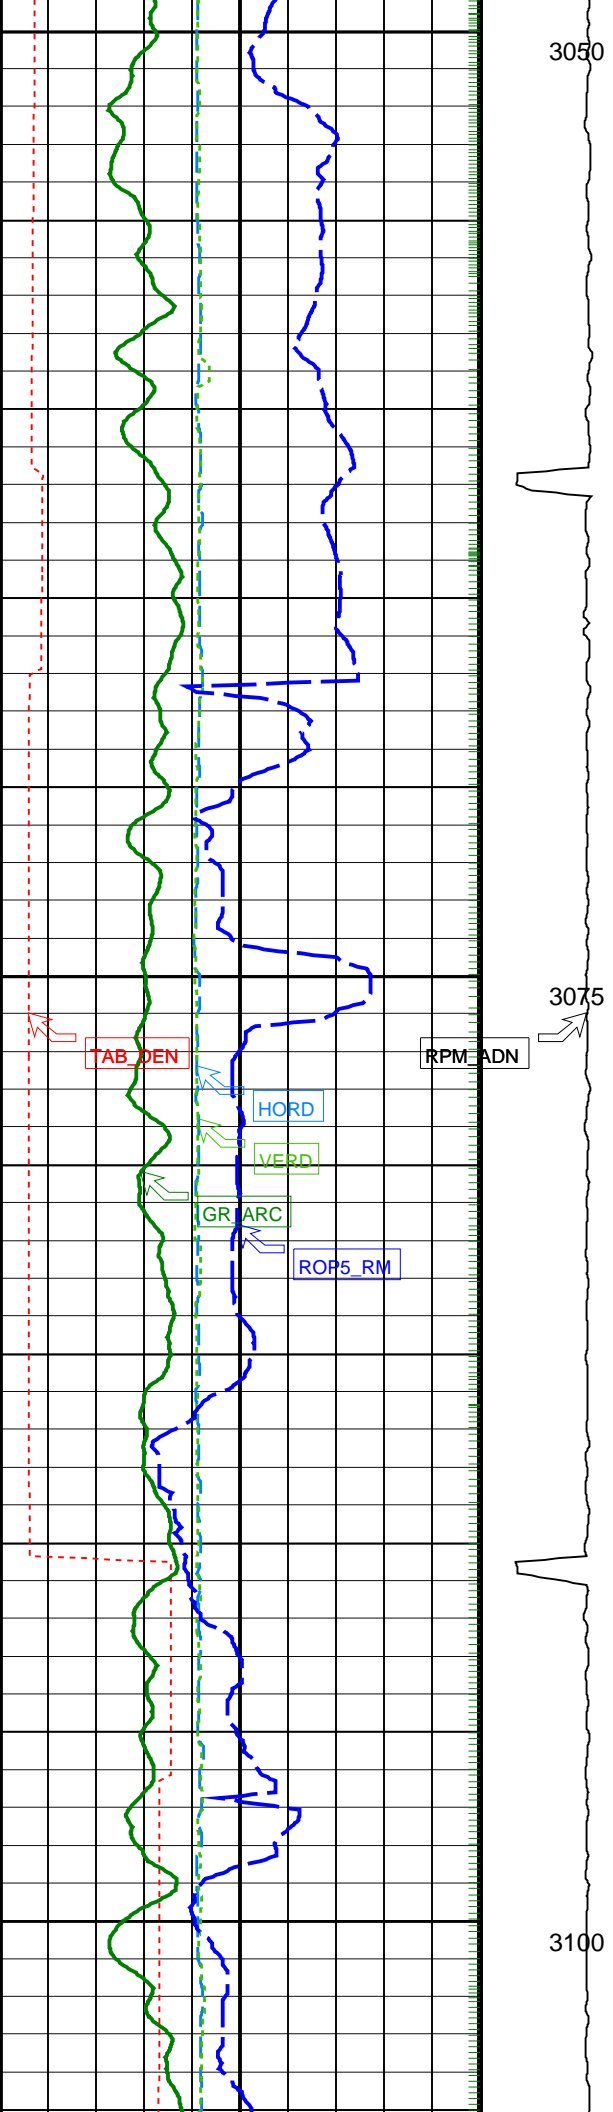 3050
3075
TAB_DEN
RPM_ADN
HORD
VERD
GR_ARC
ROP5_RM
3100